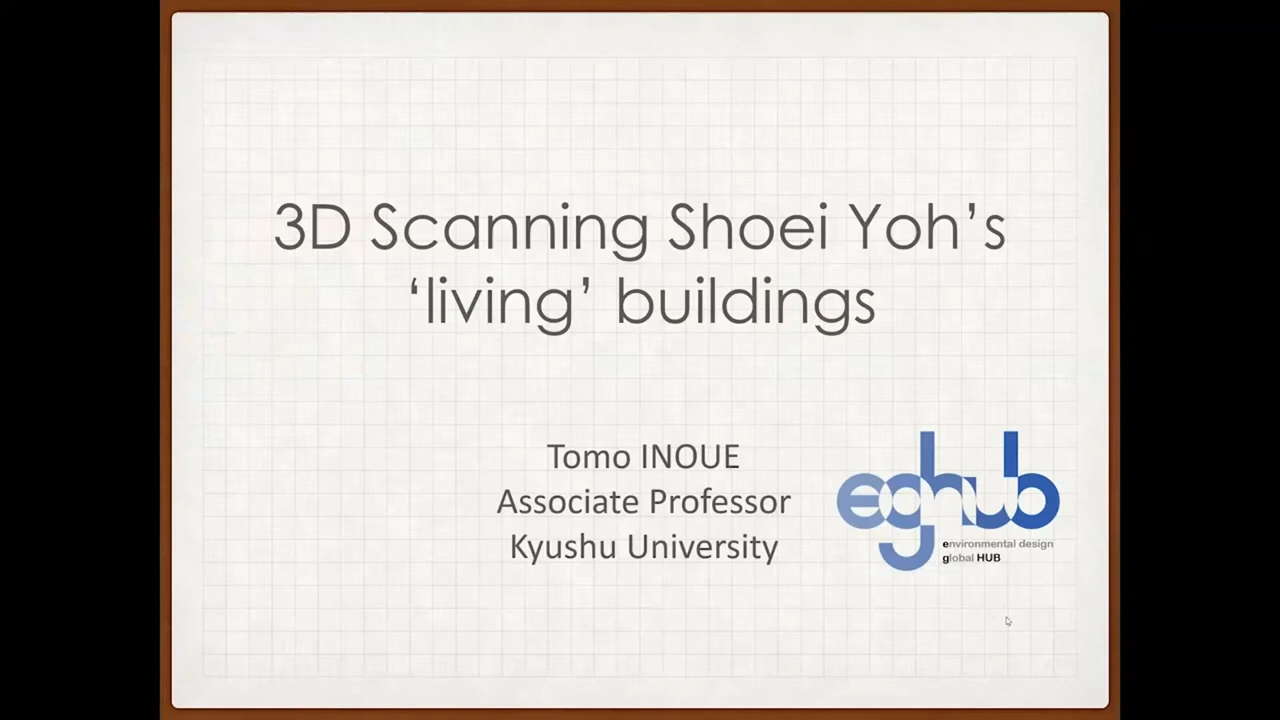 3D Scanning Shoei Yoh’s
‘living’ buildings
Tomo INOUE
Associate Professor
Kyushu University
eghub
environmental design
global HUB